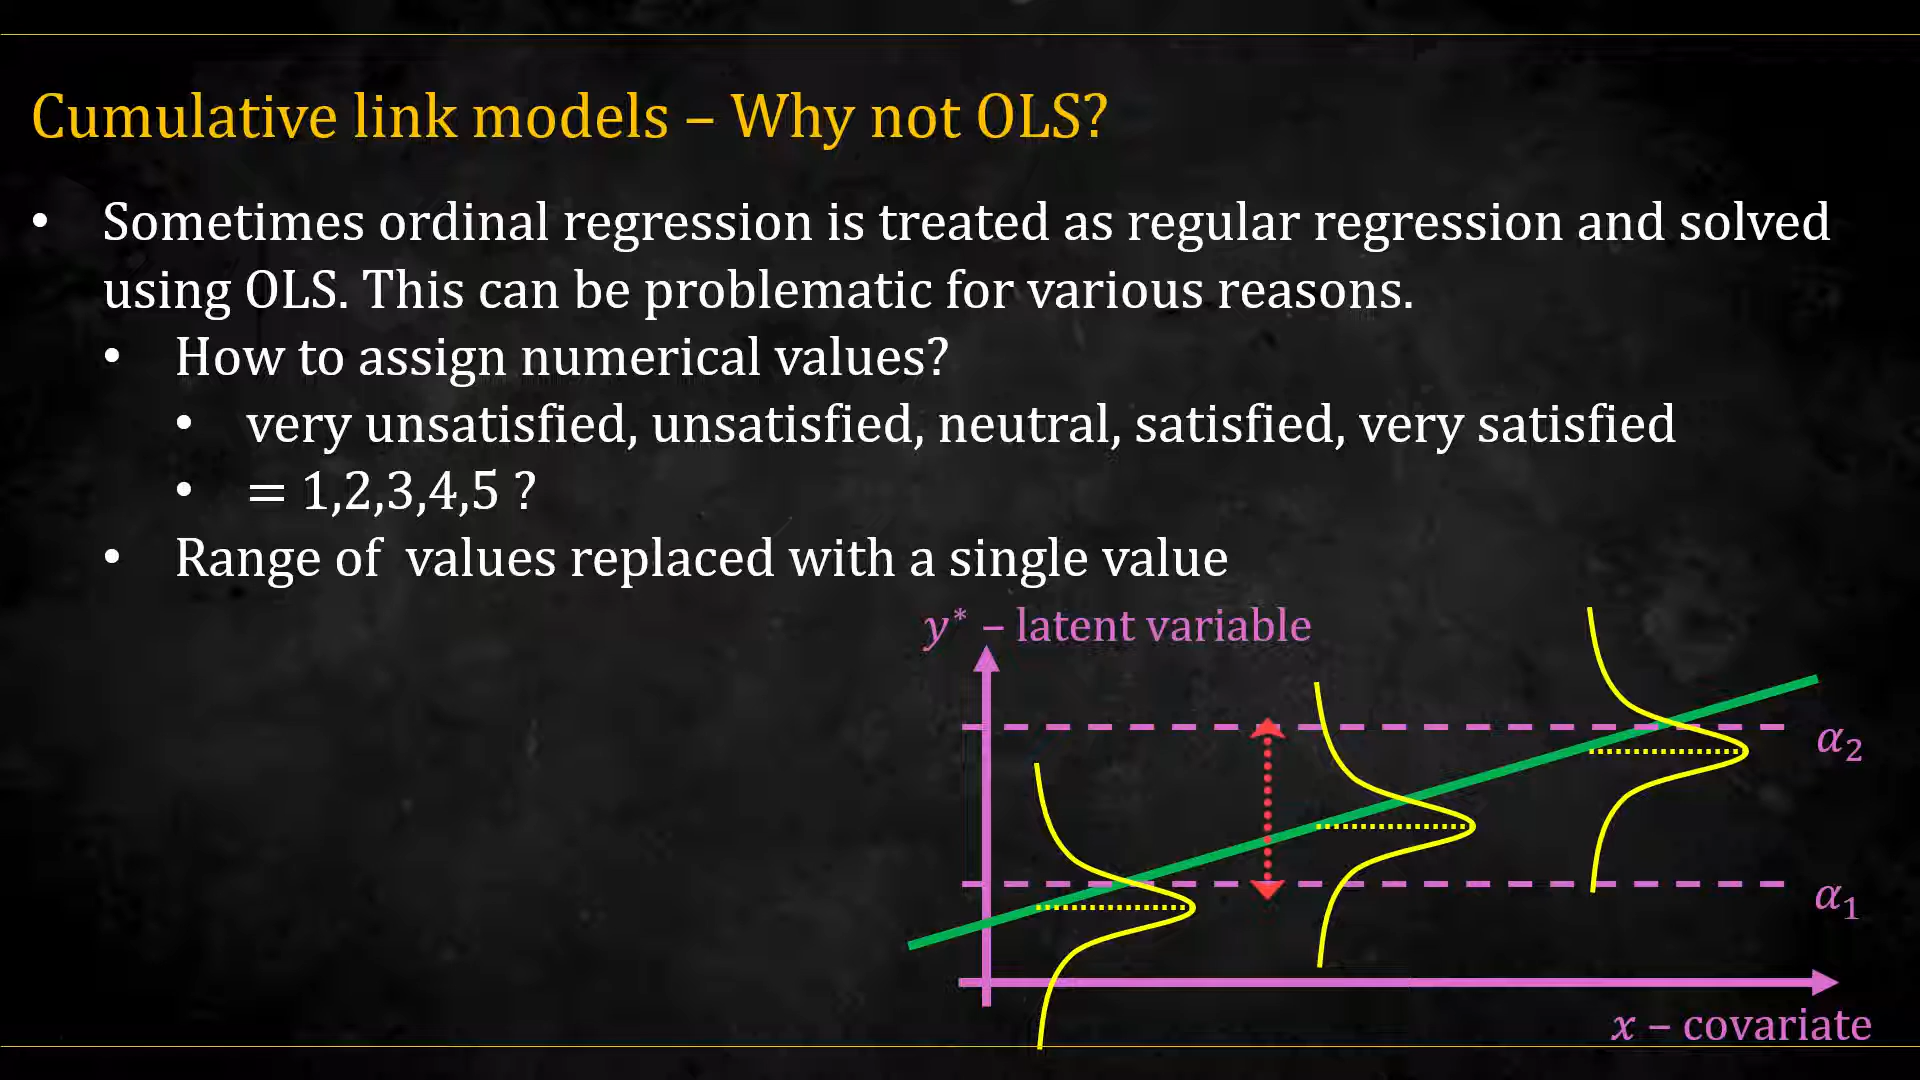 Cumulative link models – Why not OLS?
• Sometimes ordinal regression is treated as regular regression and solved
using OLS. This can be problematic for various reasons.
• How to assign numerical values?
• very unsatisfied, unsatisfied, neutral, satisfied, very satisfied
• = 1,2,3,4,5 ?
• Range of values replaced with a single value
y* – latent variable
α₂
α₁
x – covariate